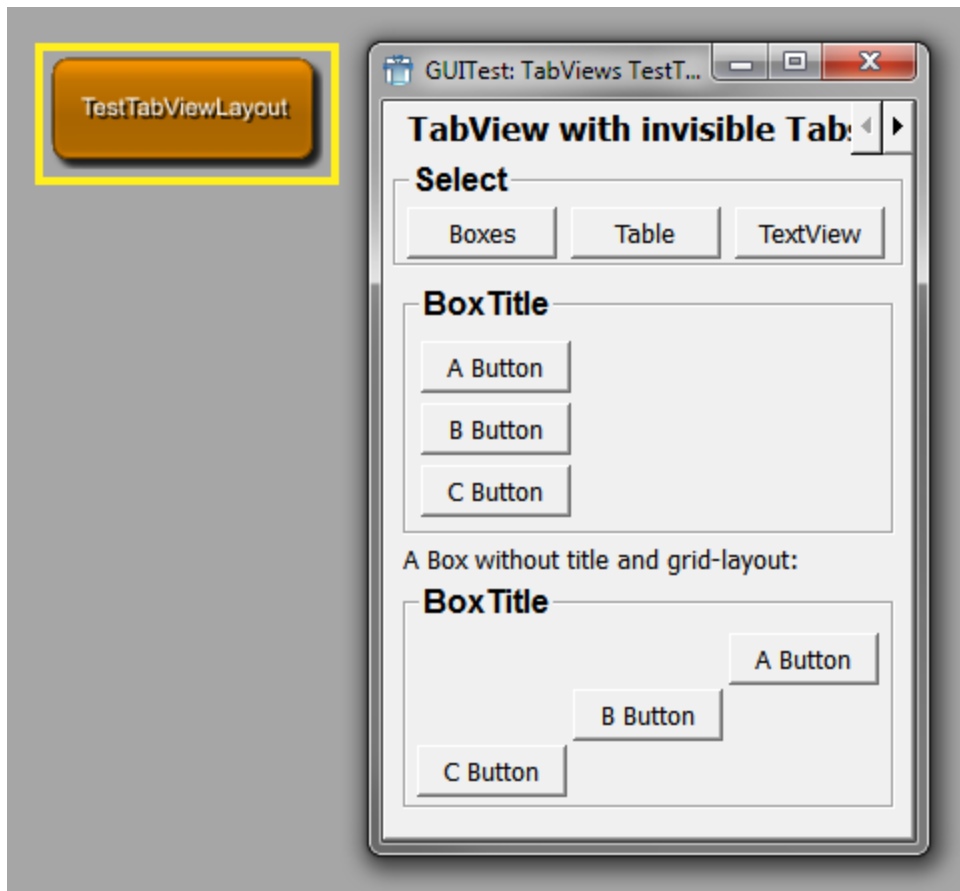 TestTabViewLayout
GUITest: TabViews TestT...
TabView with invisible Tab
Select
Boxes Table TextView
BoxTitle
A Button
B Button
C Button
A Box without title and grid-layout:
BoxTitle
A Button
B Button
C Button